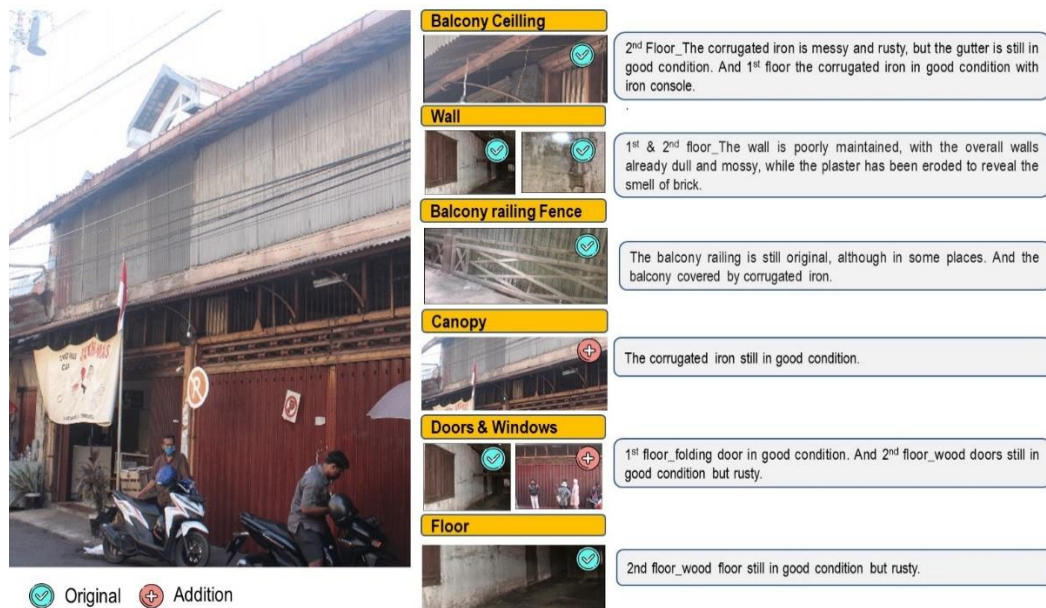 Balcony Ceilling
2nd Floor_The corrugated iron is messy and rusty, but the gutter is still in
good condition. And 1st floor the corrugated iron in good condition with
iron console.
.
Wall
1st & 2nd floor_The wall is poorly maintained, with the overall walls
already dull and mossy, while the plaster has been eroded to reveal the
smell of brick.
Balcony railing Fence
The balcony railing is still original, although in some places. And the
balcony covered by corrugated iron.
Canopy
The corrugated iron still in good condition.
Doors & Windows
1st floor_folding door in good condition. And 2nd floor_wood doors still in
good condition but rusty.
Floor
2nd floor_wood floor still in good condition but rusty.
Original
Addition